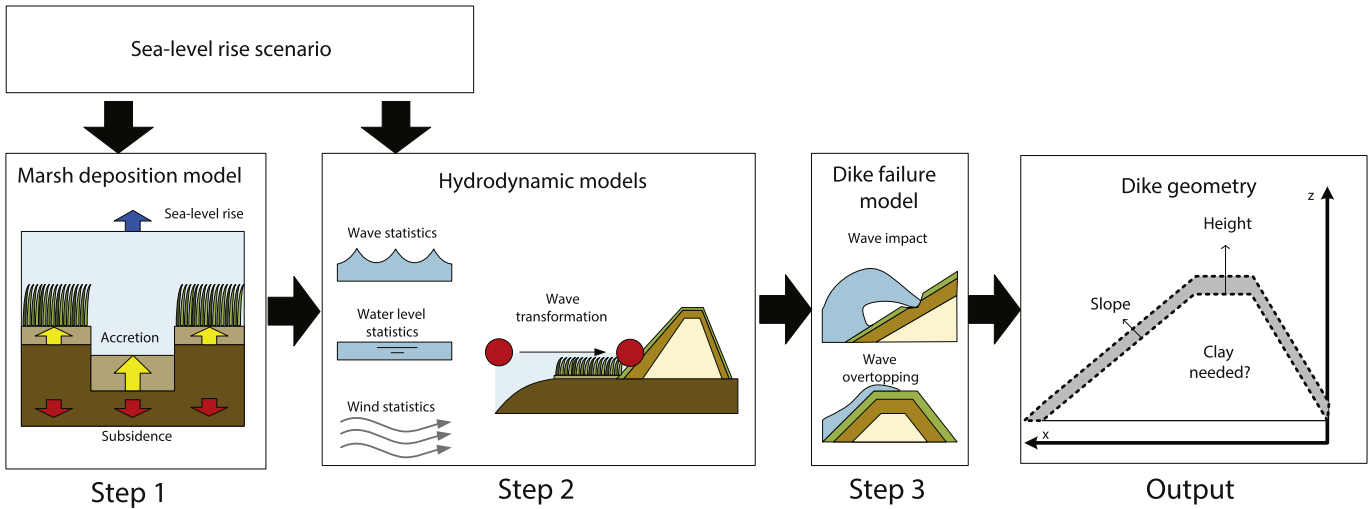 Sea-level rise scenario
Marsh deposition model
Sea-level rise
Accretion
Subsidence
Step 1
Hydrodynamic models
Wave statistics
Water level
statistics
Wind statistics
Wave
transformation
Step 2
Dike failure
model
Wave impact
Wave
overtopping
Step 3
Dike geometry
z
Height
Slope
Clay
needed?
x
Output